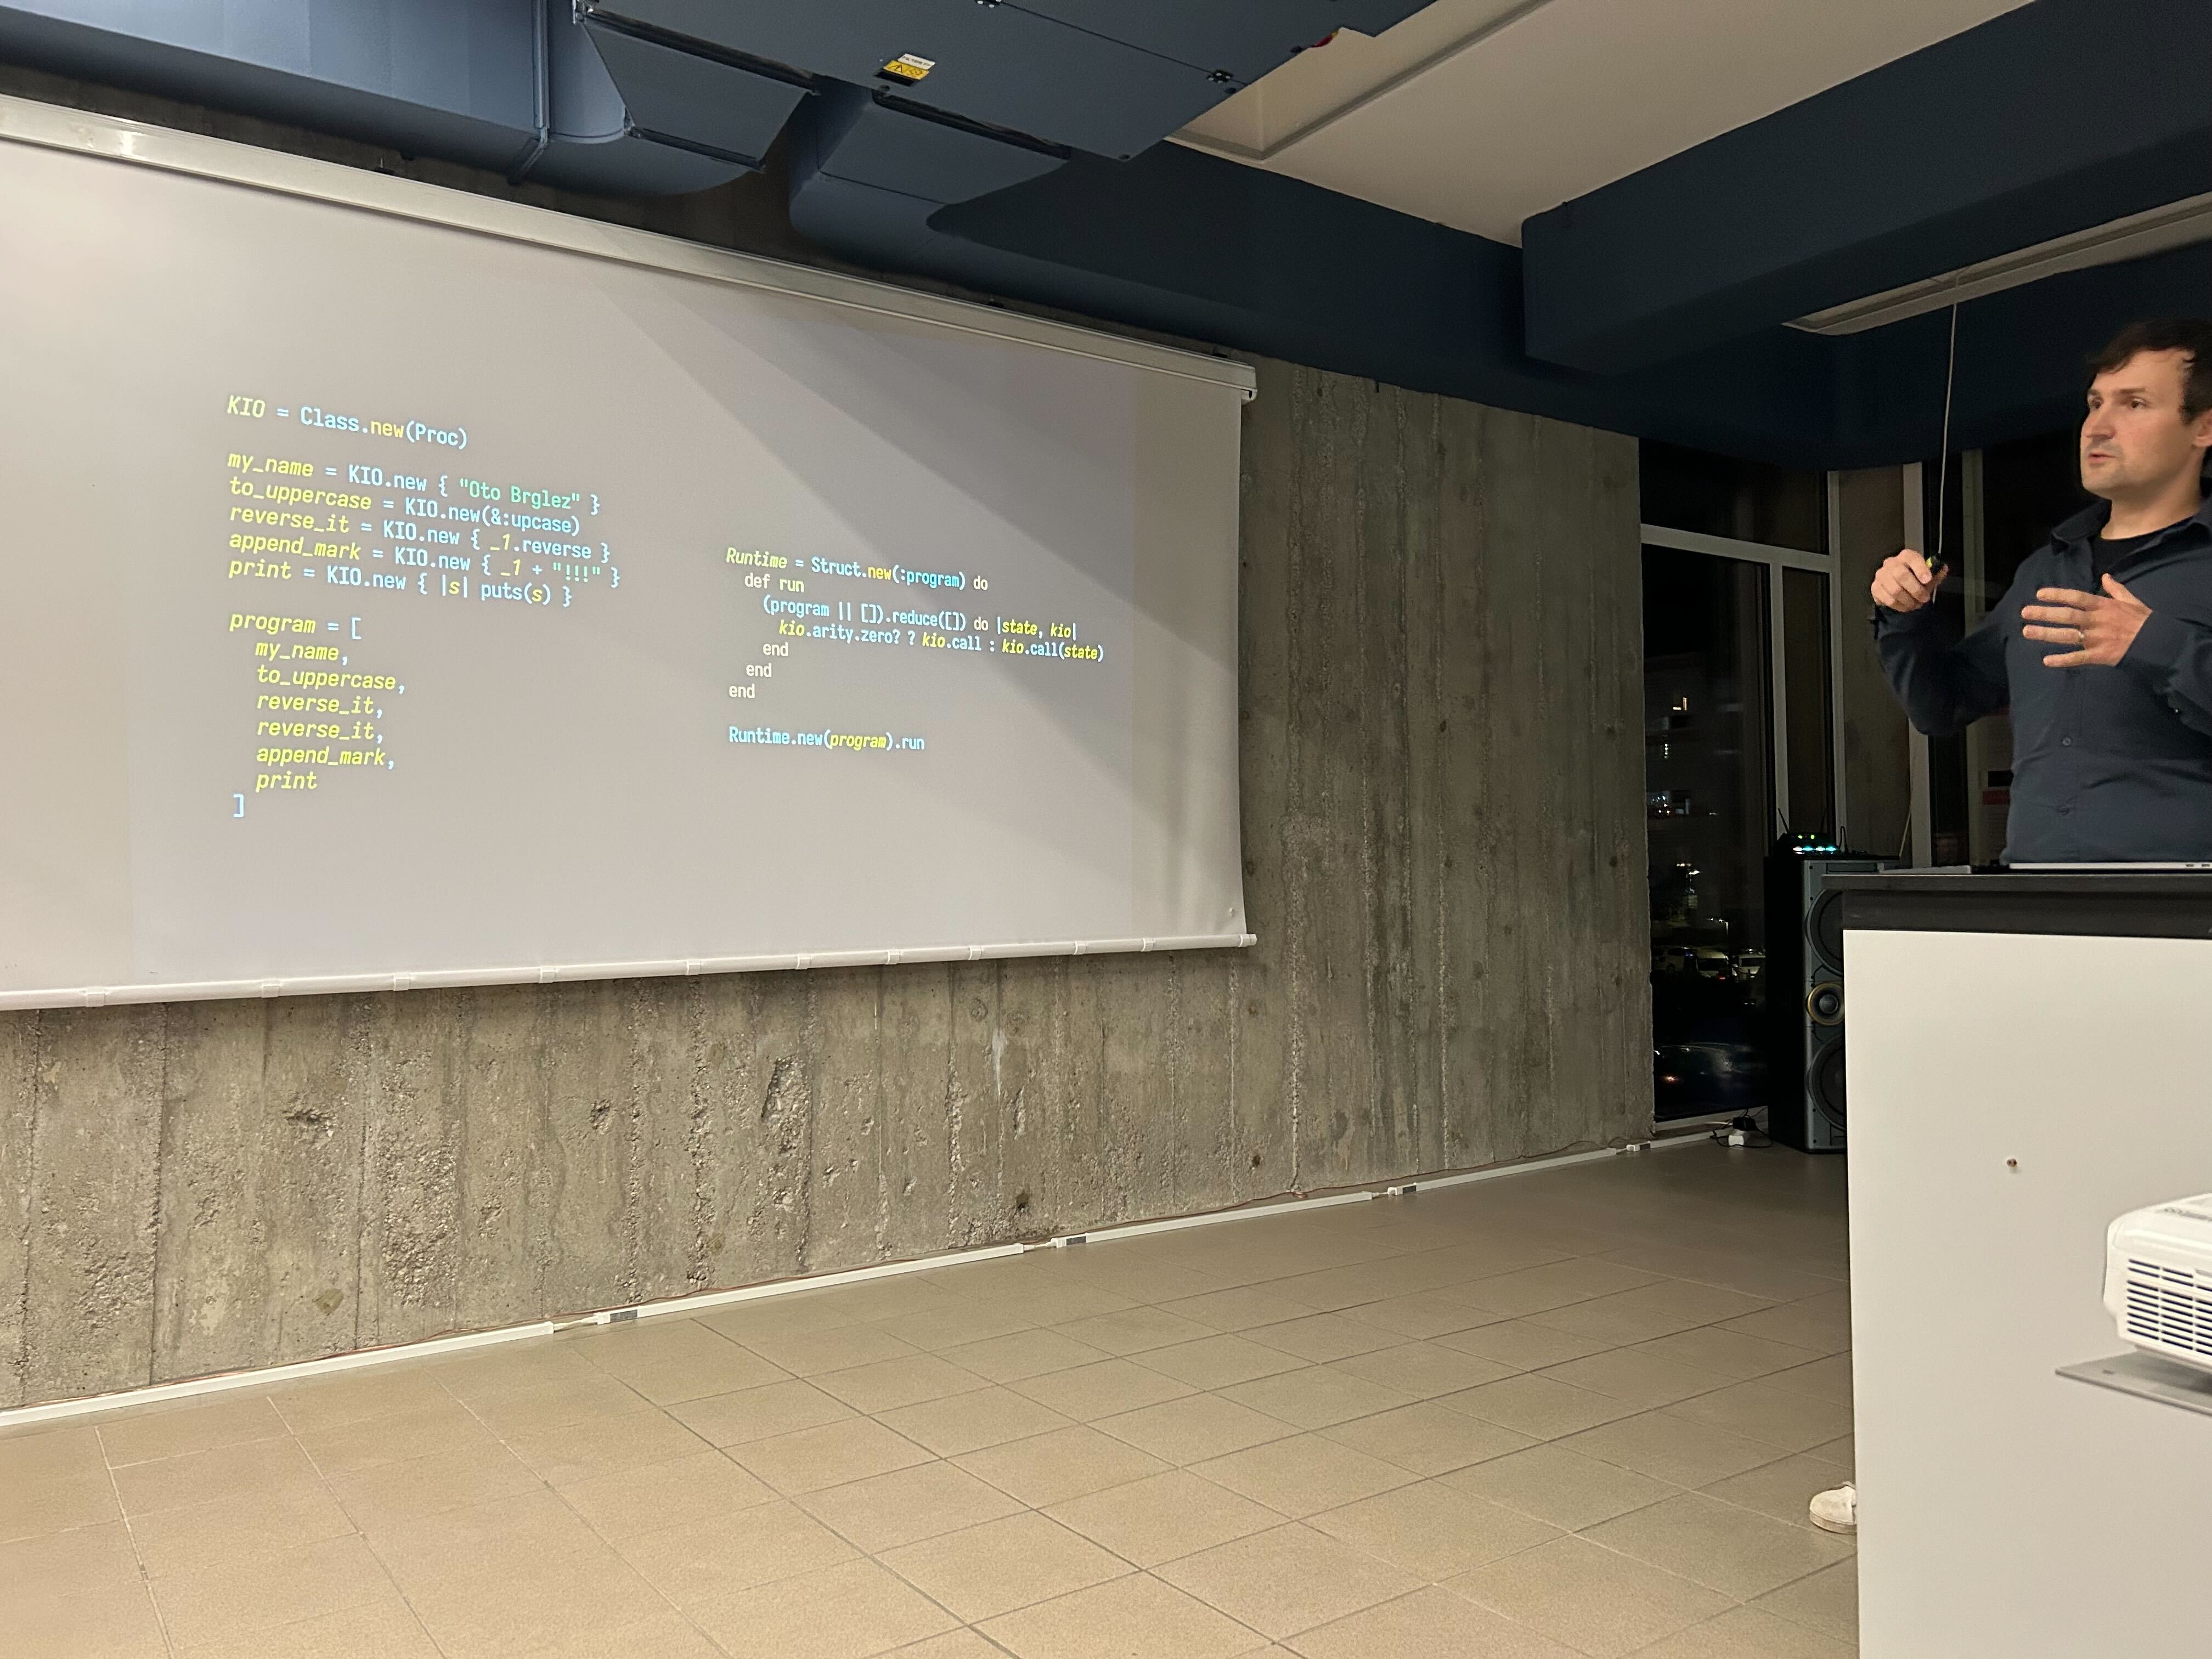 KIO = Class.new(Proc)
my_name = KIO.new { "Oto Brglez" }
to_uppercase = KIO.new(&:upcase)
reverse_it = KIO.new { _1.reverse }
append_mark = KIO.new { _1 + "!!!" }
print = KIO.new { |s| puts(s) }
program = [
my_name,
to_uppercase,
reverse_it,
reverse_it,
append_mark,
print
]
Runtime = Struct.new(:program) do
def run
(program || []).reduce([]) do |state, kio|
kio.arity.zero? ? kio.call : kio.call(state)
end
end
end
Runtime.new(program).run